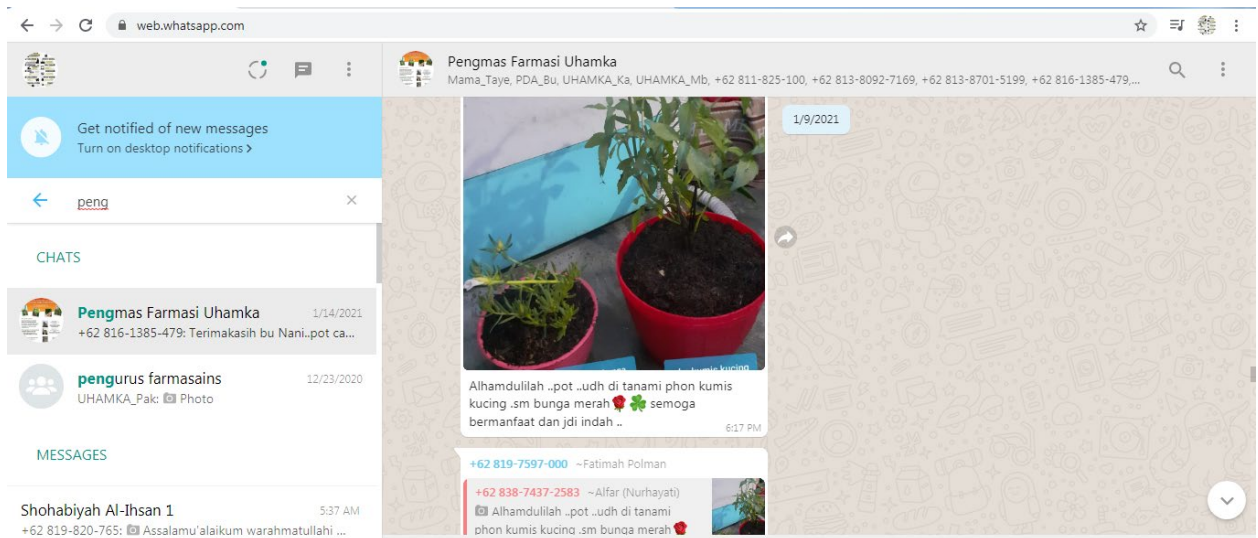 web.whatsapp.com
Get notified of new messages
Turn on desktop notifications >
peng
CHATS
Pengmas Farmasi Uhamka 1/14/2021
+62 816-1385-479: Terimakasih bu Nani..pot ca...
pengurus farmasains 12/23/2020
UHAMKA_Pak: Photo
MESSAGES
Shohabiyah Al-Ihsan 1 5:37 AM
+62 819-820-765: Assalamu'alaikum warahmatullahi ...
Pengmas Farmasi Uhamka
Mama_Taye, PDA_Bu, UHAMKA_Ka, UHAMKA_Mb, +62 811-825-100, +62 813-8092-7169, +62 813-8701-5199, +62 816-1385-479,...
1/9/2021
kumis kucing
Alhamdulilah ..pot ..udh di tanami phon kumis
kucing .sm bunga merah🌹☘️ semoga
bermanfaat dan jdi indah ..
6:17 PM
+62 819-7597-000 ~Fatimah Polman
+62 838-7437-2583 ~Alfar (Nurhayati)
Alhamdulilah ..pot ..udh di tanami
phon kumis kucing .sm bunga merah🌹